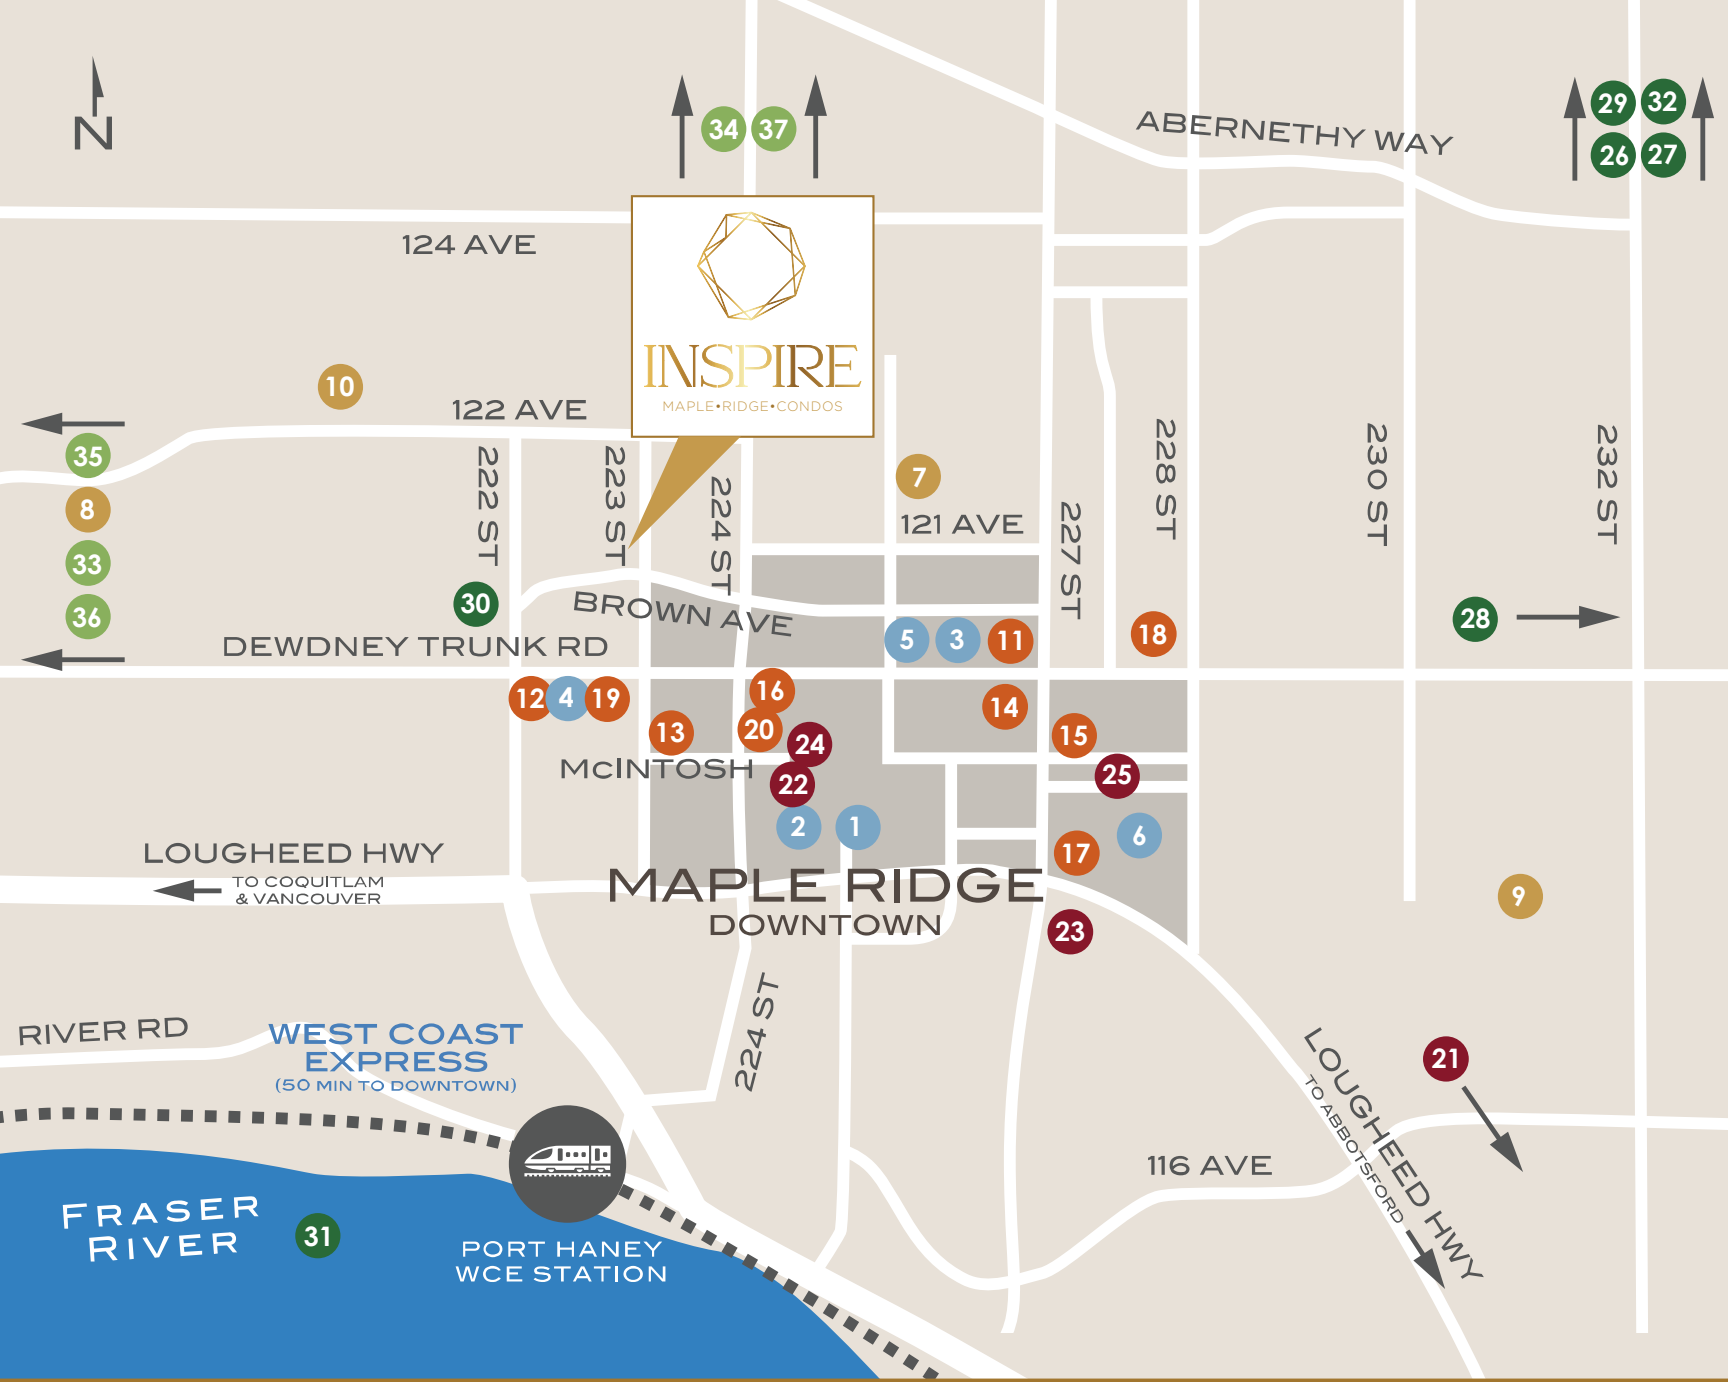 N
34 37
29 32
26 27
ABERNETHY WAY
124 AVE
INSPIRE
MAPLE•RIDGE•CONDOS
10
122 AVE
35
8
33
36
222 ST
223 ST
224 ST
7
121 AVE
227 ST
228 ST
230 ST
232 ST
30
BROWN AVE
DEWDNEY TRUNK RD
5 3 11
18
28
12 4 19
16
13
20
24
14
15
McINTOSH
22
25
2 1
6
17
LOUGHEED HWY
TO COQUITLAM
& VANCOUVER
MAPLE RIDGE
DOWNTOWN
9
23
224 ST
RIVER RD
WEST COAST
EXPRESS
(50 MIN TO DOWNTOWN)
21
LOUGHEED HWY
TO ABBOTSFORD
116 AVE
FRASER
RIVER
31
PORT HANEY
WCE STATION